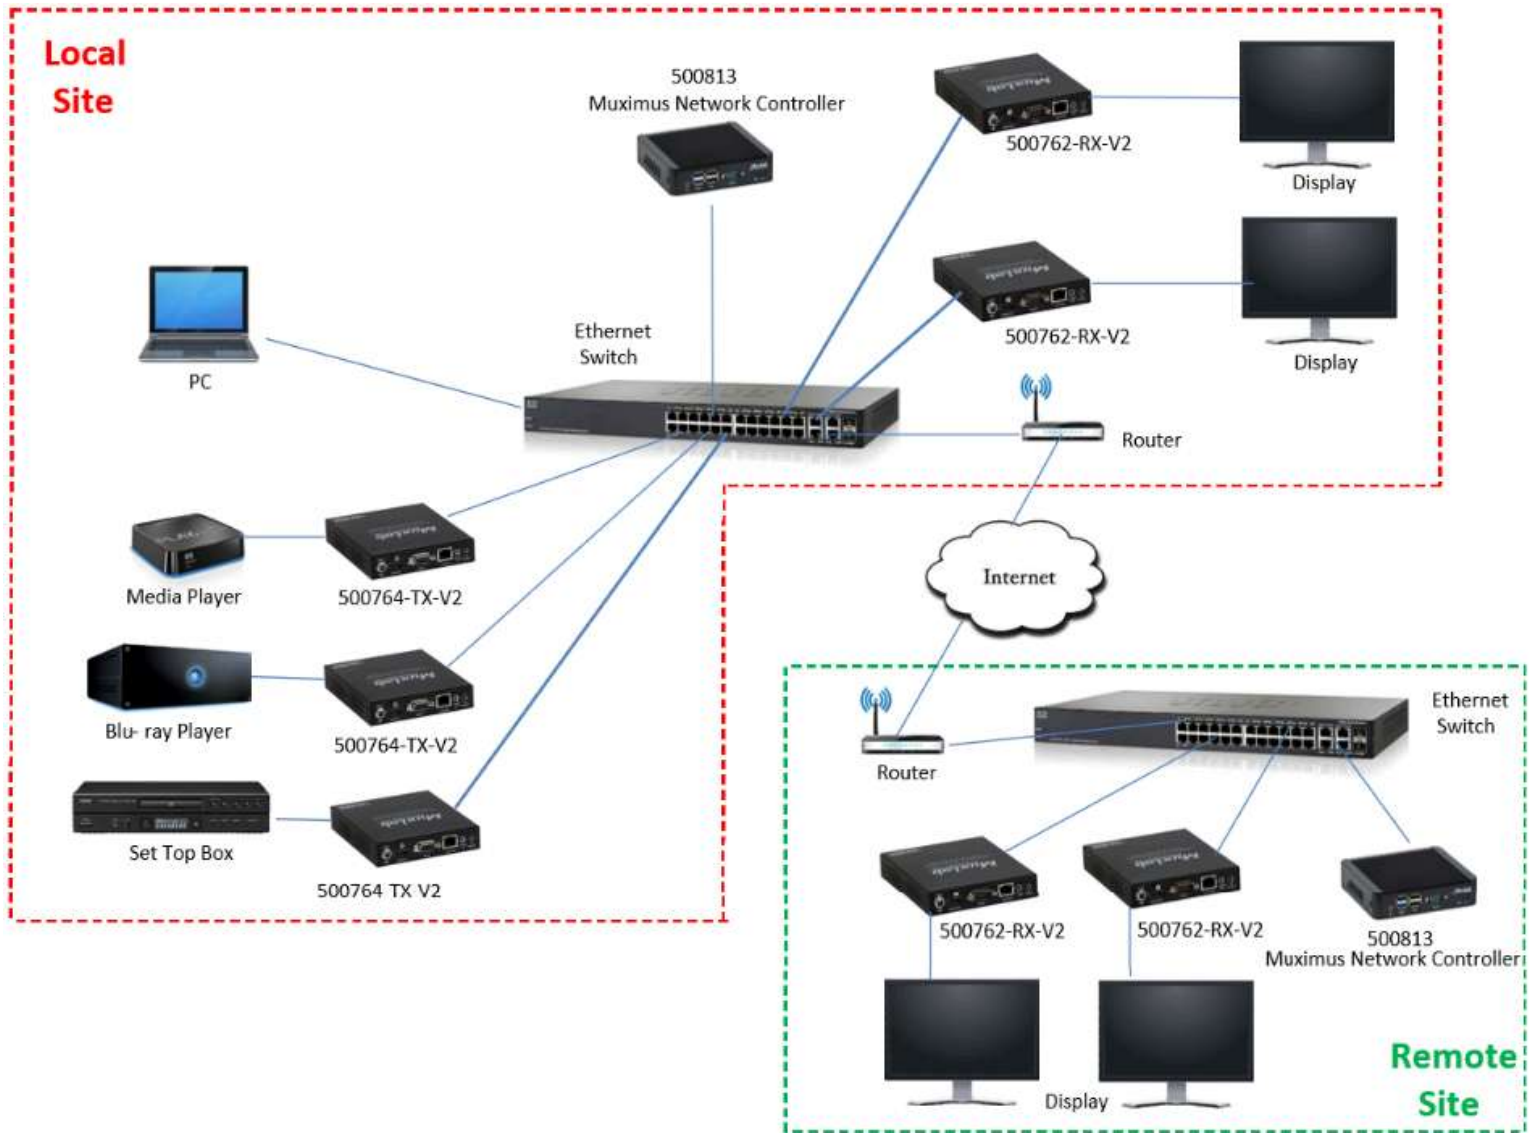 Local
Site
500813
Muximus Network Controller
500762-RX-V2
Display
500762-RX-V2
Display
PC
Ethernet
Switch
Router
Media Player
500764-TX-V2
Internet
Blu- ray Player
500764-TX-V2
Set Top Box
500764 TX V2
Router
Ethernet
Switch
500762-RX-V2
500762-RX-V2
500813
Muximus Network Controller
Display
Remote
Site